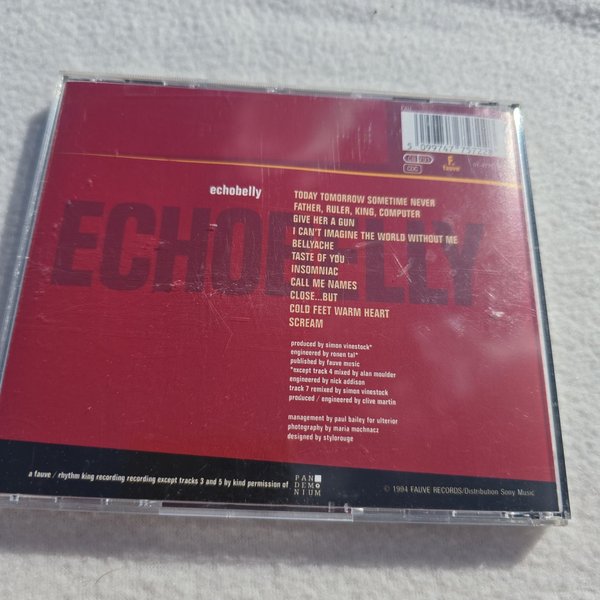 5 099747
fauve
echobelly
ECHOBELLY
TODAY TOMORROW SOMETIME NEVER
FATHER, RULER, KING, COMPUTER
GIVE HER A GUN
I CAN'T IMAGINE THE WORLD WITHOUT ME
BELLYACHE
TASTE OF YOU
INSOMNIAC
CALL ME NAMES
CLOSE...BUT
COLD FEET WARM HEART
SCREAM
produced by simon vinestock*
engineered by ronen tal*
published by fauve music
*except track 4 mixed by alan moulder
engineered by nick addison
track 7 remixed by simon vinestock
produced / engineered by clive martin
management by paul bailey for ulterior
photography by maria mochnacz
designed by stylorouge
a fauve / rhythm king recording recording except tracks 3 and 5 by kind permission of
PAN
DEMO
NIUM
© 1994 FAUVE RECORDS/Distribution Sony Music